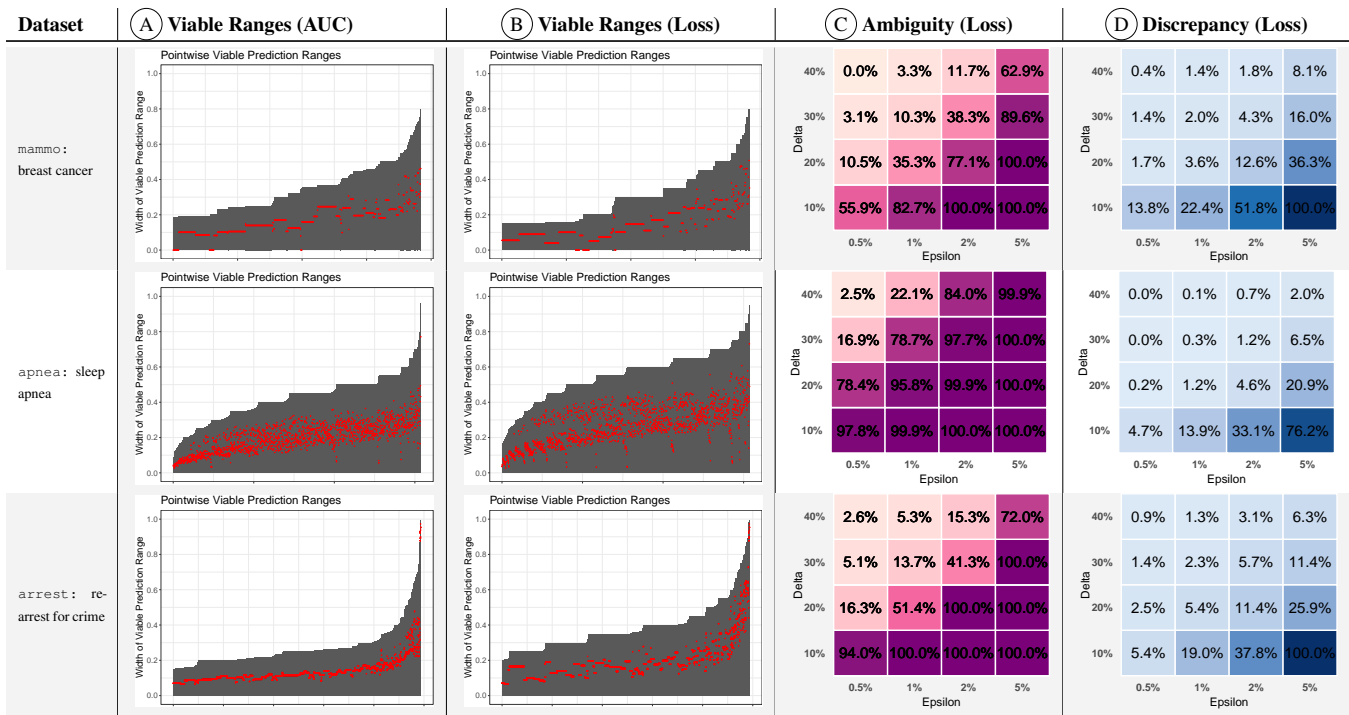 Dataset
A Viable Ranges (AUC)
B Viable Ranges (Loss)
C Ambiguity (Loss)
D Discrepancy (Loss)
mammo:
breast cancer
Pointwise Viable Prediction Ranges
Width of Viable Prediction Range
1.0
0.8
0.6
0.4
0.2
0.0
Pointwise Viable Prediction Ranges
Width of Viable Prediction Range
1.0
0.8
0.6
0.4
0.2
0.0
Delta
40% 0.0% 3.3% 11.7% 62.9%
30% 3.1% 10.3% 38.3% 89.6%
20% 10.5% 35.3% 77.1% 100.0%
10% 55.9% 82.7% 100.0% 100.0%
0.5% 1% 2% 5%
Epsilon
Delta
40% 0.4% 1.4% 1.8% 8.1%
30% 1.4% 2.0% 4.3% 16.0%
20% 1.7% 3.6% 12.6% 36.3%
10% 13.8% 22.4% 51.8% 100.0%
0.5% 1% 2% 5%
Epsilon
apnea: sleep
apnea
Pointwise Viable Prediction Ranges
Width of Viable Prediction Range
1.0
0.8
0.6
0.4
0.2
0.0
Pointwise Viable Prediction Ranges
Width of Viable Prediction Range
1.0
0.8
0.6
0.4
0.2
0.0
Delta
40% 2.5% 22.1% 84.0% 99.9%
30% 16.9% 78.7% 97.7% 100.0%
20% 78.4% 95.8% 99.9% 100.0%
10% 97.8% 99.9% 100.0% 100.0%
0.5% 1% 2% 5%
Epsilon
Delta
40% 0.0% 0.1% 0.7% 2.0%
30% 0.0% 0.3% 1.2% 6.5%
20% 0.2% 1.2% 4.6% 20.9%
10% 4.7% 13.9% 33.1% 76.2%
0.5% 1% 2% 5%
Epsilon
arrest: re-
arrest for crime
Pointwise Viable Prediction Ranges
Width of Viable Prediction Range
1.0
0.8
0.6
0.4
0.2
0.0
Pointwise Viable Prediction Ranges
Width of Viable Prediction Range
1.0
0.8
0.6
0.4
0.2
0.0
Delta
40% 2.6% 5.3% 15.3% 72.0%
30% 5.1% 13.7% 41.3% 100.0%
20% 16.3% 51.4% 100.0% 100.0%
10% 94.0% 100.0% 100.0% 100.0%
0.5% 1% 2% 5%
Epsilon
Delta
40% 0.9% 1.3% 3.1% 6.3%
30% 1.4% 2.3% 5.7% 11.4%
20% 2.5% 5.4% 11.4% 25.9%
10% 5.4% 19.0% 37.8% 100.0%
0.5% 1% 2% 5%
Epsilon